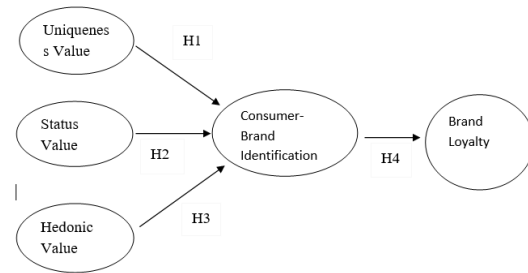 Uniquenes
s Value
H1
Status
Value
H2
Hedonic
Value
H3
Consumer-
Brand
Identification
H4
Brand
Loyalty